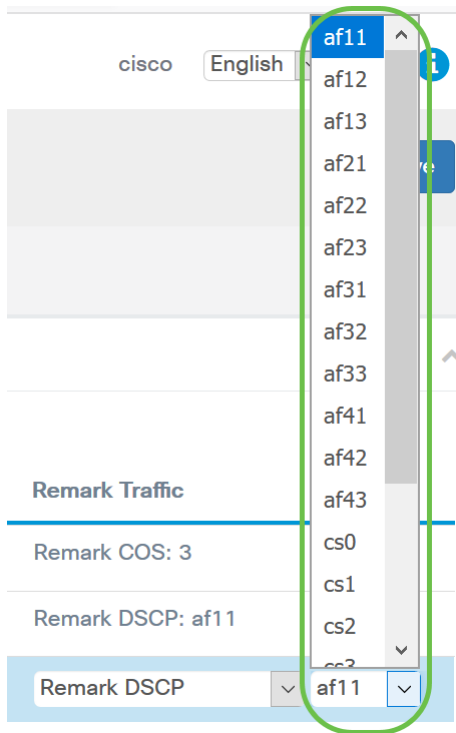 cisco English
af11
af12
af13
af21
af22
af23
af31
af32
af33
af41
af42
af43
cs0
cs1
cs2
cs3
Remark Traffic
Remark COS: 3
Remark DSCP: af11
Remark DSCP af11